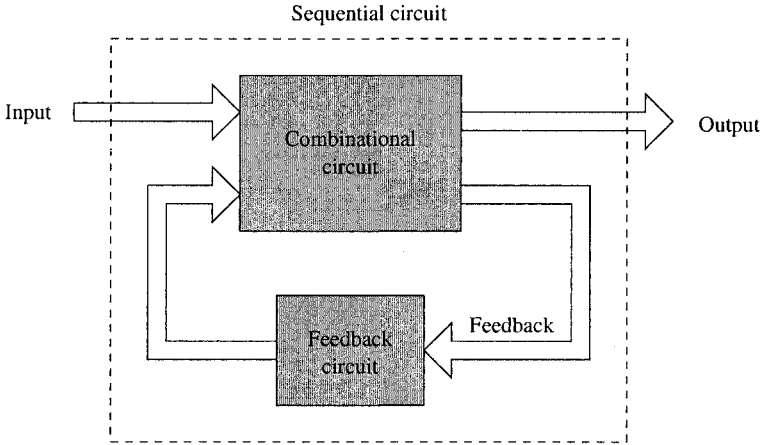 Sequential circuit
Input
Combinational
circuit
Output
Feedback
Feedback
circuit